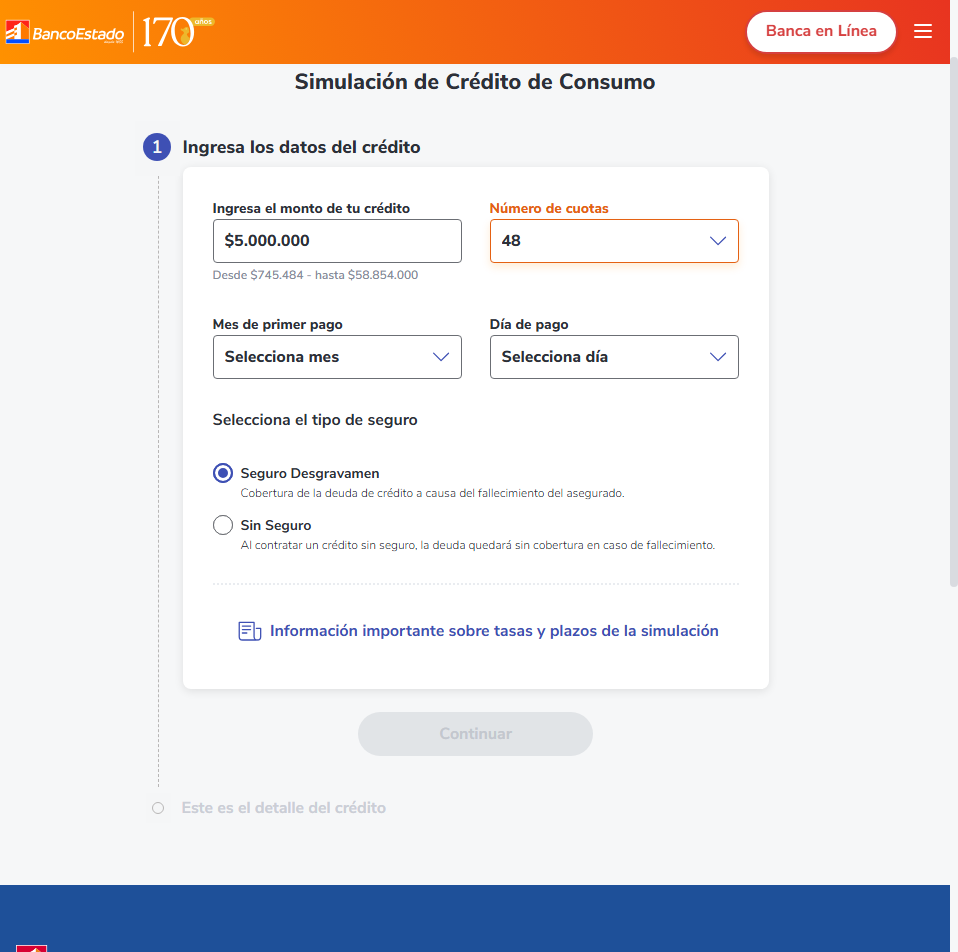 BancoEstado
170 años
Banca en Línea
Simulación de Crédito de Consumo
1 Ingresa los datos del crédito
Ingresa el monto de tu crédito
$5.000.000
Desde $745.484 - hasta $58.854.000
Número de cuotas
48
Mes de primer pago
Selecciona mes
Día de pago
Selecciona día
Selecciona el tipo de seguro
Seguro Desgravamen
Cobertura de la deuda de crédito a causa del fallecimiento del asegurado.
Sin Seguro
Al contratar un crédito sin seguro, la deuda quedará sin cobertura en caso de fallecimiento.
Información importante sobre tasas y plazos de la simulación
Continuar
Este es el detalle del crédito